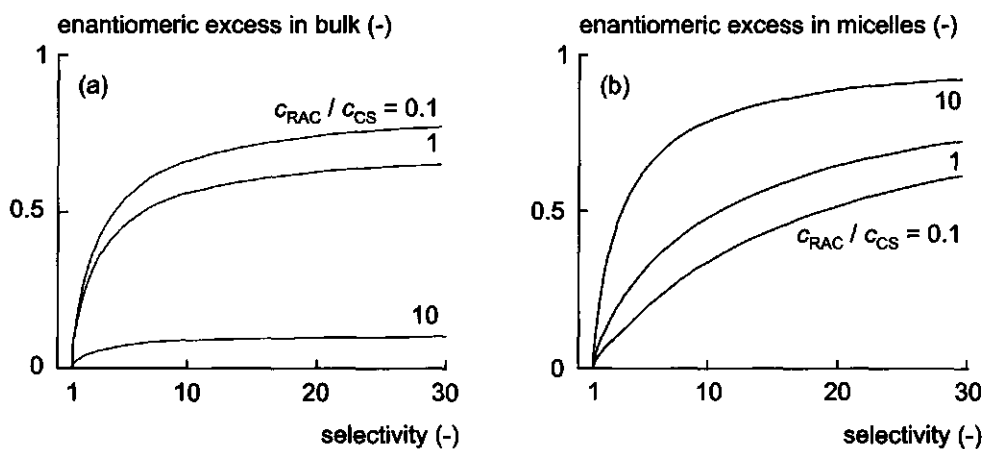 enantiomeric excess in bulk (-)
1
(a)
c_RAC / c_CS = 0.1
1
0.5
10
0
1
10
20
30
selectivity (-)
enantiomeric excess in micelles (-)
1
(b)
10
1
0.5
c_RAC / c_CS = 0.1
0
1
10
20
30
selectivity (-)